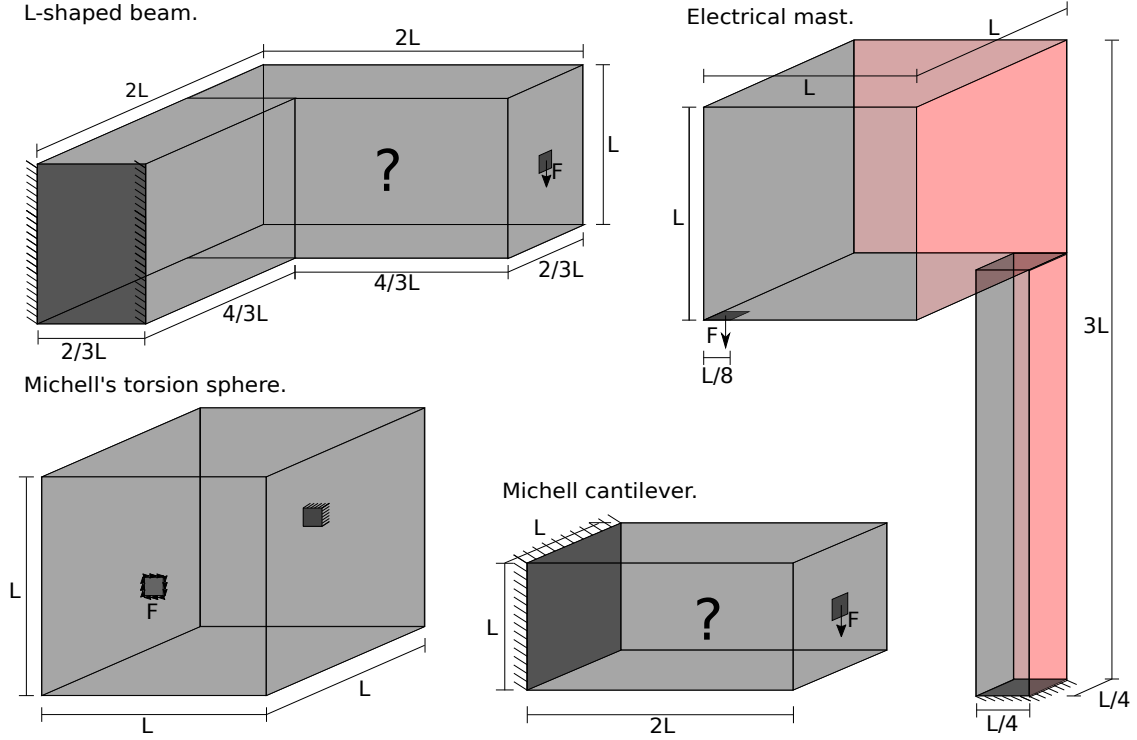 L-shaped beam.
2L
2L
L
?
F
2/3L
4/3L
4/3L
2/3L
Electrical mast.
L
L
L
3L
F
L/8
L/4
L/4
Michell's torsion sphere.
L
F
L
L
Michell cantilever.
L
L
?
F
2L